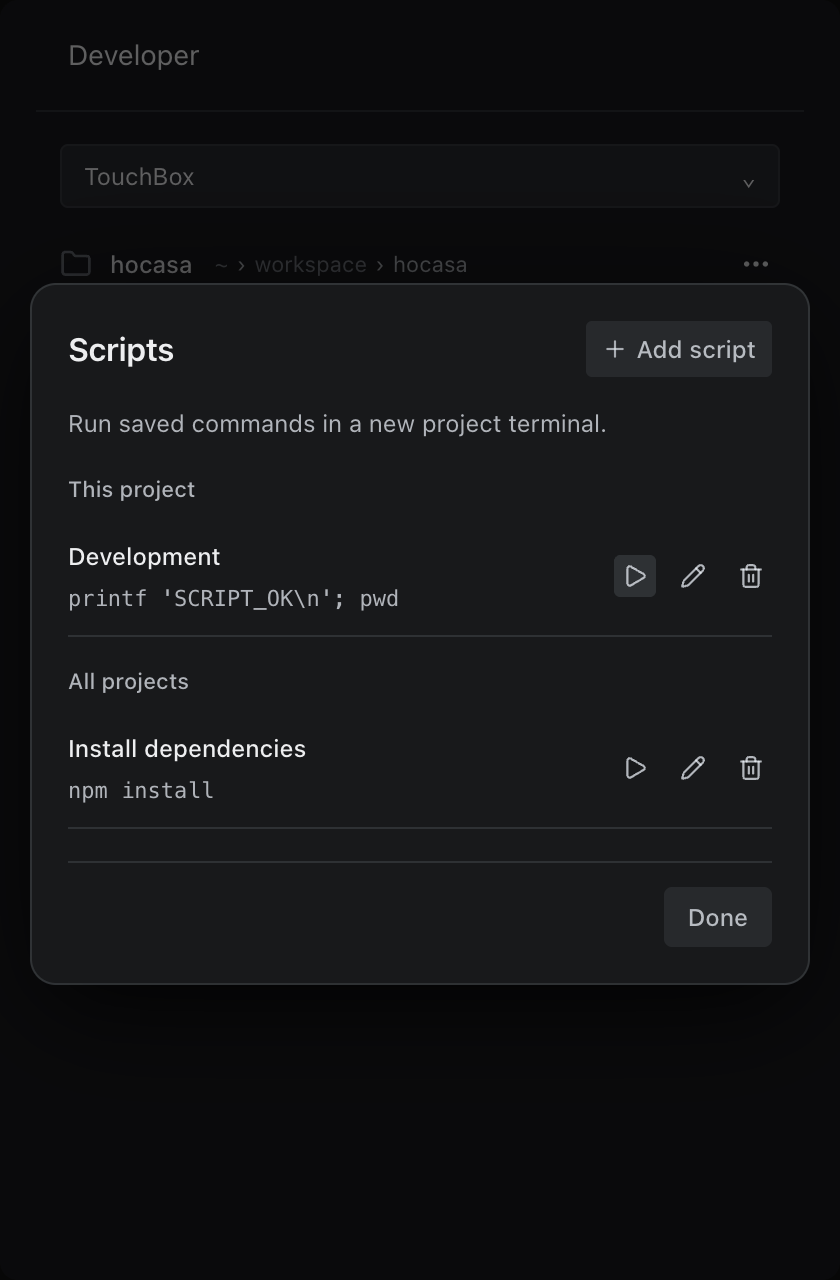 Developer
TouchBox
hocasa ~ › workspace › hocasa
Scripts
Add script
Run saved commands in a new project terminal.
This project
Development
printf 'SCRIPT_OK\n'; pwd
All projects
Install dependencies
npm install
Done